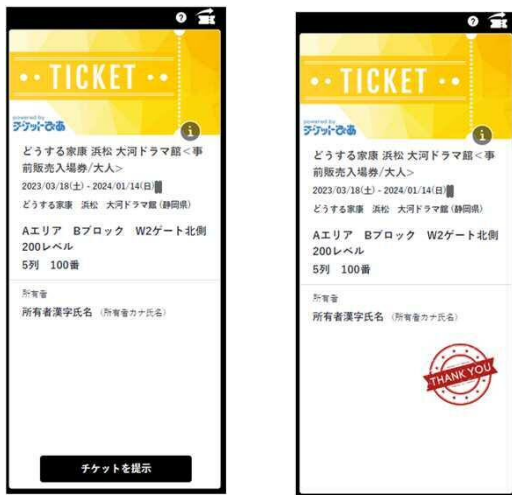 ?
·· TICKET ··
powered by
チケットぴあ
i
どうする家康 浜松 大河ドラマ館<事
前販売入場券/大人>
2023/03/18(土) - 2024/01/14(日)
どうする家康 浜松 大河ドラマ館 (静岡県)
Aエリア Bブロック W2ゲート北側
200レベル
5列 100番
所有者
所有者漢字氏名 (所有者カナ氏名)
チケットを提示
?
·· TICKET ··
powered by
チケットぴあ
i
どうする家康 浜松 大河ドラマ館<事
前販売入場券/大人>
2023/03/18(土) - 2024/01/14(日)
どうする家康 浜松 大河ドラマ館 (静岡県)
Aエリア Bブロック W2ゲート北側
200レベル
5列 100番
所有者
所有者漢字氏名 (所有者カナ氏名)
THANK YOU